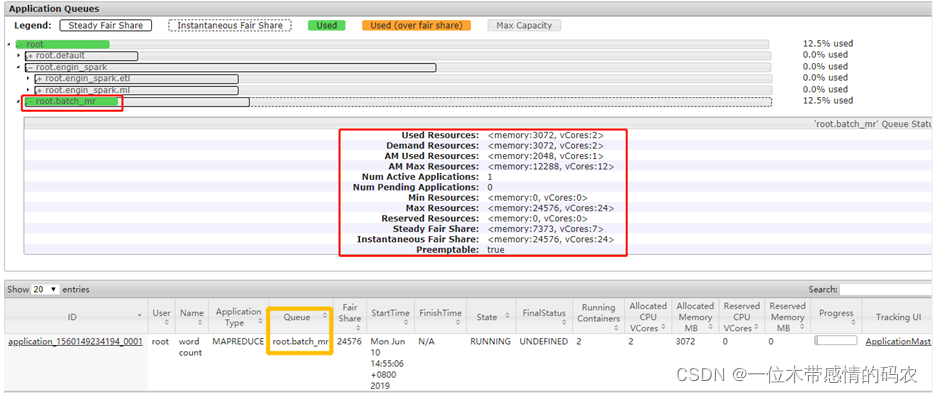 Application Queues
Legend: Steady Fair Share Instantaneous Fair Share Used Used (over fair share) Max Capacity
- root 12.5% used
+ root.default 0.0% used
- root.engin_spark 0.0% used
+ root.engin_spark.etl 0.0% used
+ root.engin_spark.ml 0.0% used
- root.batch_mr 12.5% used
'root.batch_mr' Queue Statu
Used Resources: <memory:3072, vCores:2>
Demand Resources: <memory:3072, vCores:2>
AM Used Resources: <memory:2048, vCores:1>
AM Max Resources: <memory:12288, vCores:12>
Num Active Applications: 1
Num Pending Applications: 0
Min Resources: <memory:0, vCores:0>
Max Resources: <memory:24576, vCores:24>
Reserved Resources: <memory:0, vCores:0>
Steady Fair Share: <memory:7373, vCores:7>
Instantaneous Fair Share: <memory:24576, vCores:24>
Preemptable: true
Show 20 entries Search:
ID User Name Application Type Queue Fair Share StartTime FinishTime State FinalStatus Running Containers Allocated CPU VCores Allocated Memory MB Reserved CPU VCores Reserved Memory MB Progress Tracking UI
application_1560149234194_0001 root word count MAPREDUCE root.batch_mr 24576 Mon Jun 10 14:55:06 +0800 2019 N/A RUNNING UNDEFINED 2 2 3072 0 0 ApplicationMast
CSDN @一位木带感情的码农